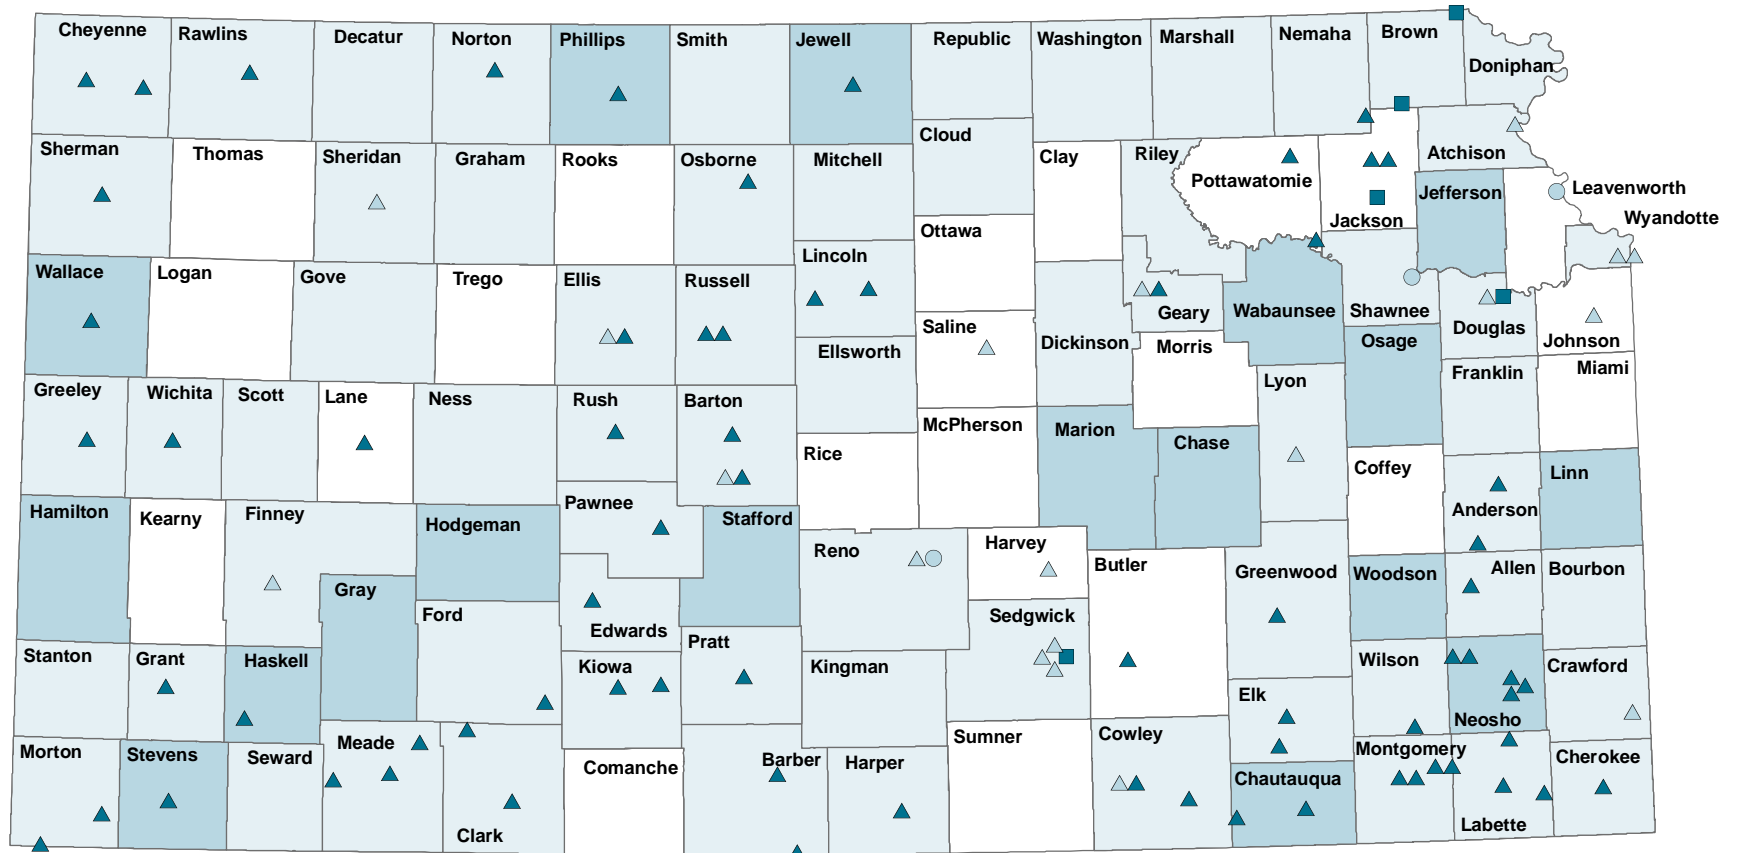 Cheyenne
Rawlins
Decatur
Norton
Phillips
Smith
Jewell
Republic
Washington
Marshall
Nemaha
Brown
Doniphan
Sherman
Thomas
Sheridan
Graham
Rooks
Osborne
Mitchell
Cloud
Clay
Riley
Pottawatomie
Jackson
Atchison
Jefferson
Leavenworth
Wyandotte
Wallace
Logan
Gove
Trego
Ellis
Russell
Lincoln
Ottawa
Saline
Dickinson
Geary
Wabaunsee
Shawnee
Douglas
Johnson
Ellsworth
Morris
Osage
Franklin
Miami
Greeley
Wichita
Scott
Lane
Ness
Rush
Barton
Rice
McPherson
Marion
Chase
Lyon
Coffey
Anderson
Linn
Hamilton
Kearny
Finney
Hodgeman
Pawnee
Stafford
Reno
Harvey
Butler
Greenwood
Woodson
Allen
Bourbon
Gray
Ford
Edwards
Sedgwick
Stanton
Grant
Haskell
Kiowa
Pratt
Kingman
Elk
Wilson
Neosho
Crawford
Morton
Stevens
Seward
Meade
Clark
Comanche
Barber
Harper
Sumner
Cowley
Chautauqua
Montgomery
Labette
Cherokee